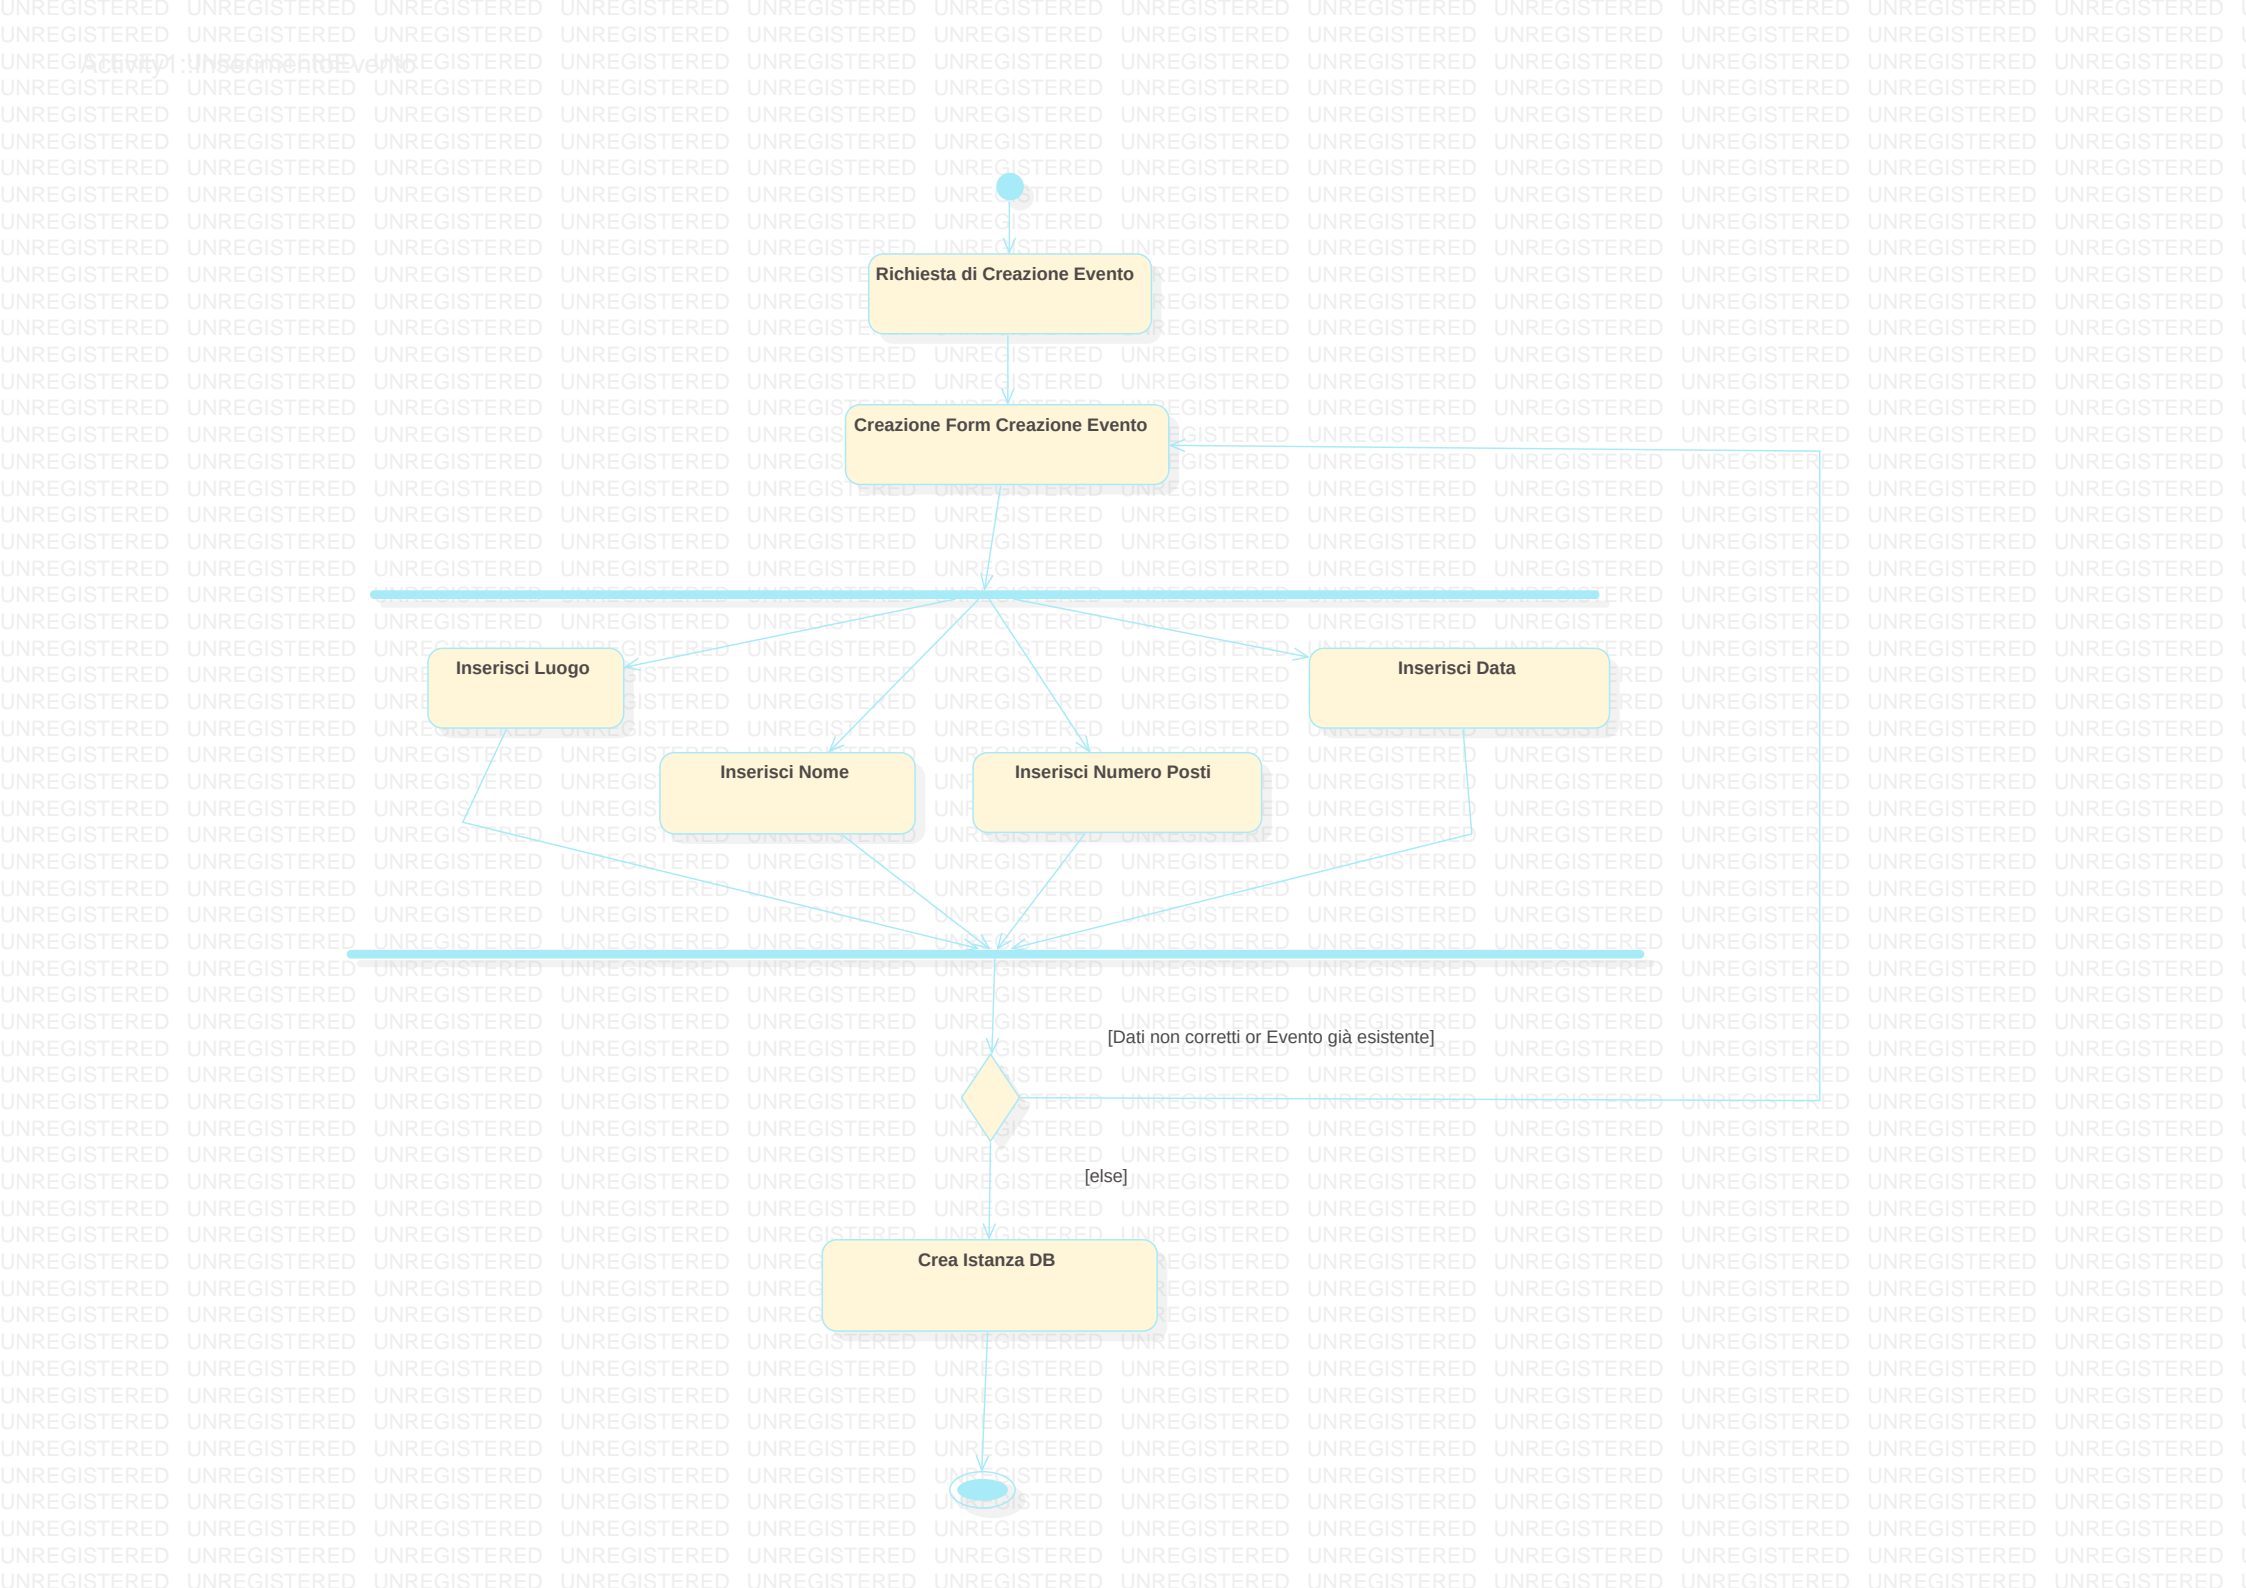 Activity1::InserimentoEvento
Richiesta di Creazione Evento
Creazione Form Creazione Evento
Inserisci Luogo
Inserisci Data
Inserisci Nome
Inserisci Numero Posti
[Dati non corretti or Evento già esistente]
[else]
Crea Istanza DB
UNREGISTERED